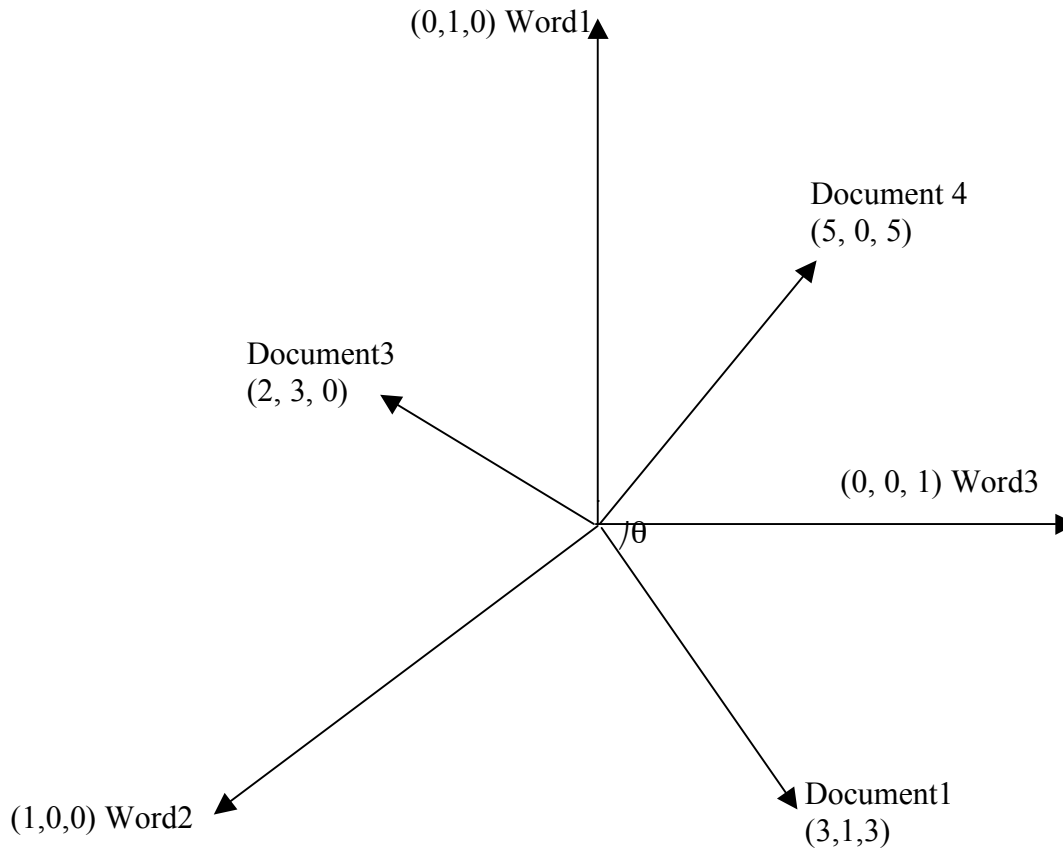 (0,1,0) Word1
Document 4
(5, 0, 5)
Document3
(2, 3, 0)
(0, 0, 1) Word3
θ
(1,0,0) Word2
Document1
(3,1,3)